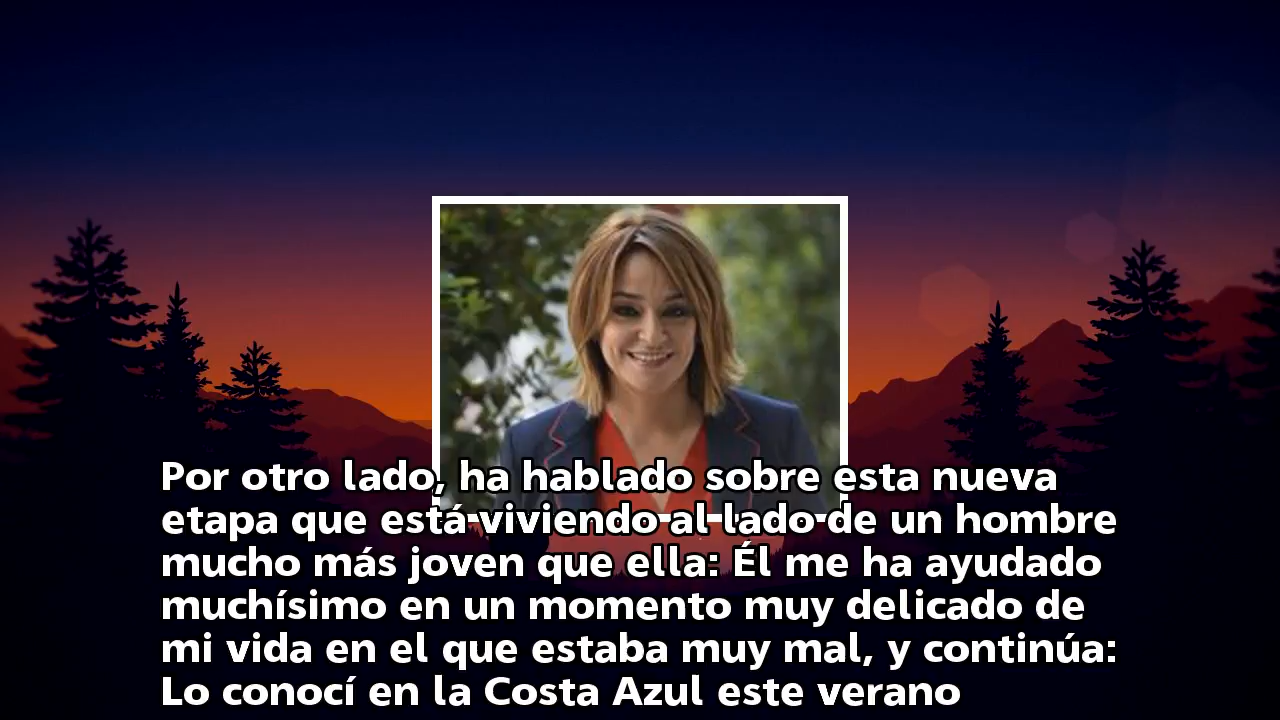 Por otro lado, ha hablado sobre esta nueva
etapa que está viviendo al lado de un hombre
mucho más joven que ella: Él me ha ayudado
muchísimo en un momento muy delicado de
mi vida en el que estaba muy mal, y continúa:
Lo conocí en la Costa Azul este verano